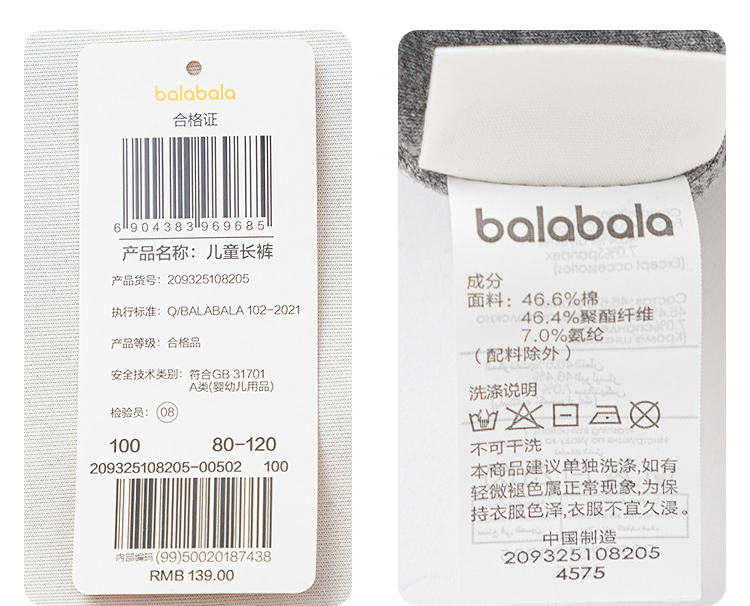 balabala
合格证
6 904383 969685
产品名称：儿童长裤
产品货号：209325108205
执行标准：Q/BALABALA 102-2021
产品等级：合格品
安全技术类别：符合GB 31701
A类(婴幼儿用品)
检验员：08
100 80-120
209325108205-00502 100
内部编码 (99)50020187438
RMB 139.00
balabala
成分
面料：46.6%棉
46.4%聚酯纤维
7.0%氨纶
（配料除外）
洗涤说明
不可干洗
本商品建议单独洗涤,如有
轻微褪色属正常现象,为保
持衣服色泽,衣服不宜久浸。
中国制造
209325108205
4575